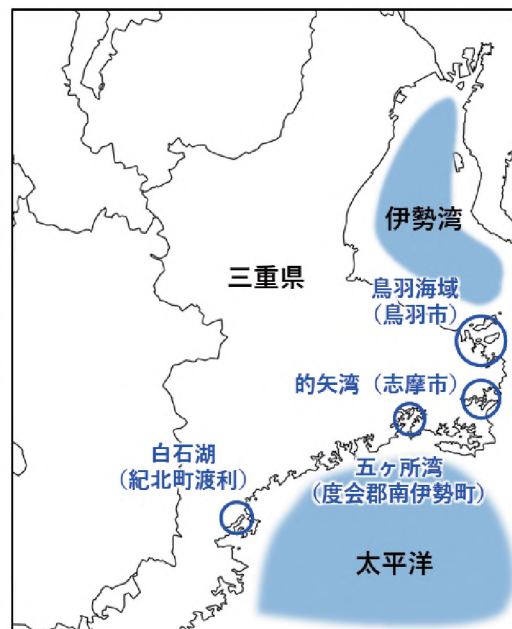 伊勢湾
三重県
鳥羽海域
（鳥羽市）
的矢湾（志摩市）
白石湖
（紀北町渡利）
五ヶ所湾
（度会郡南伊勢町）
太平洋